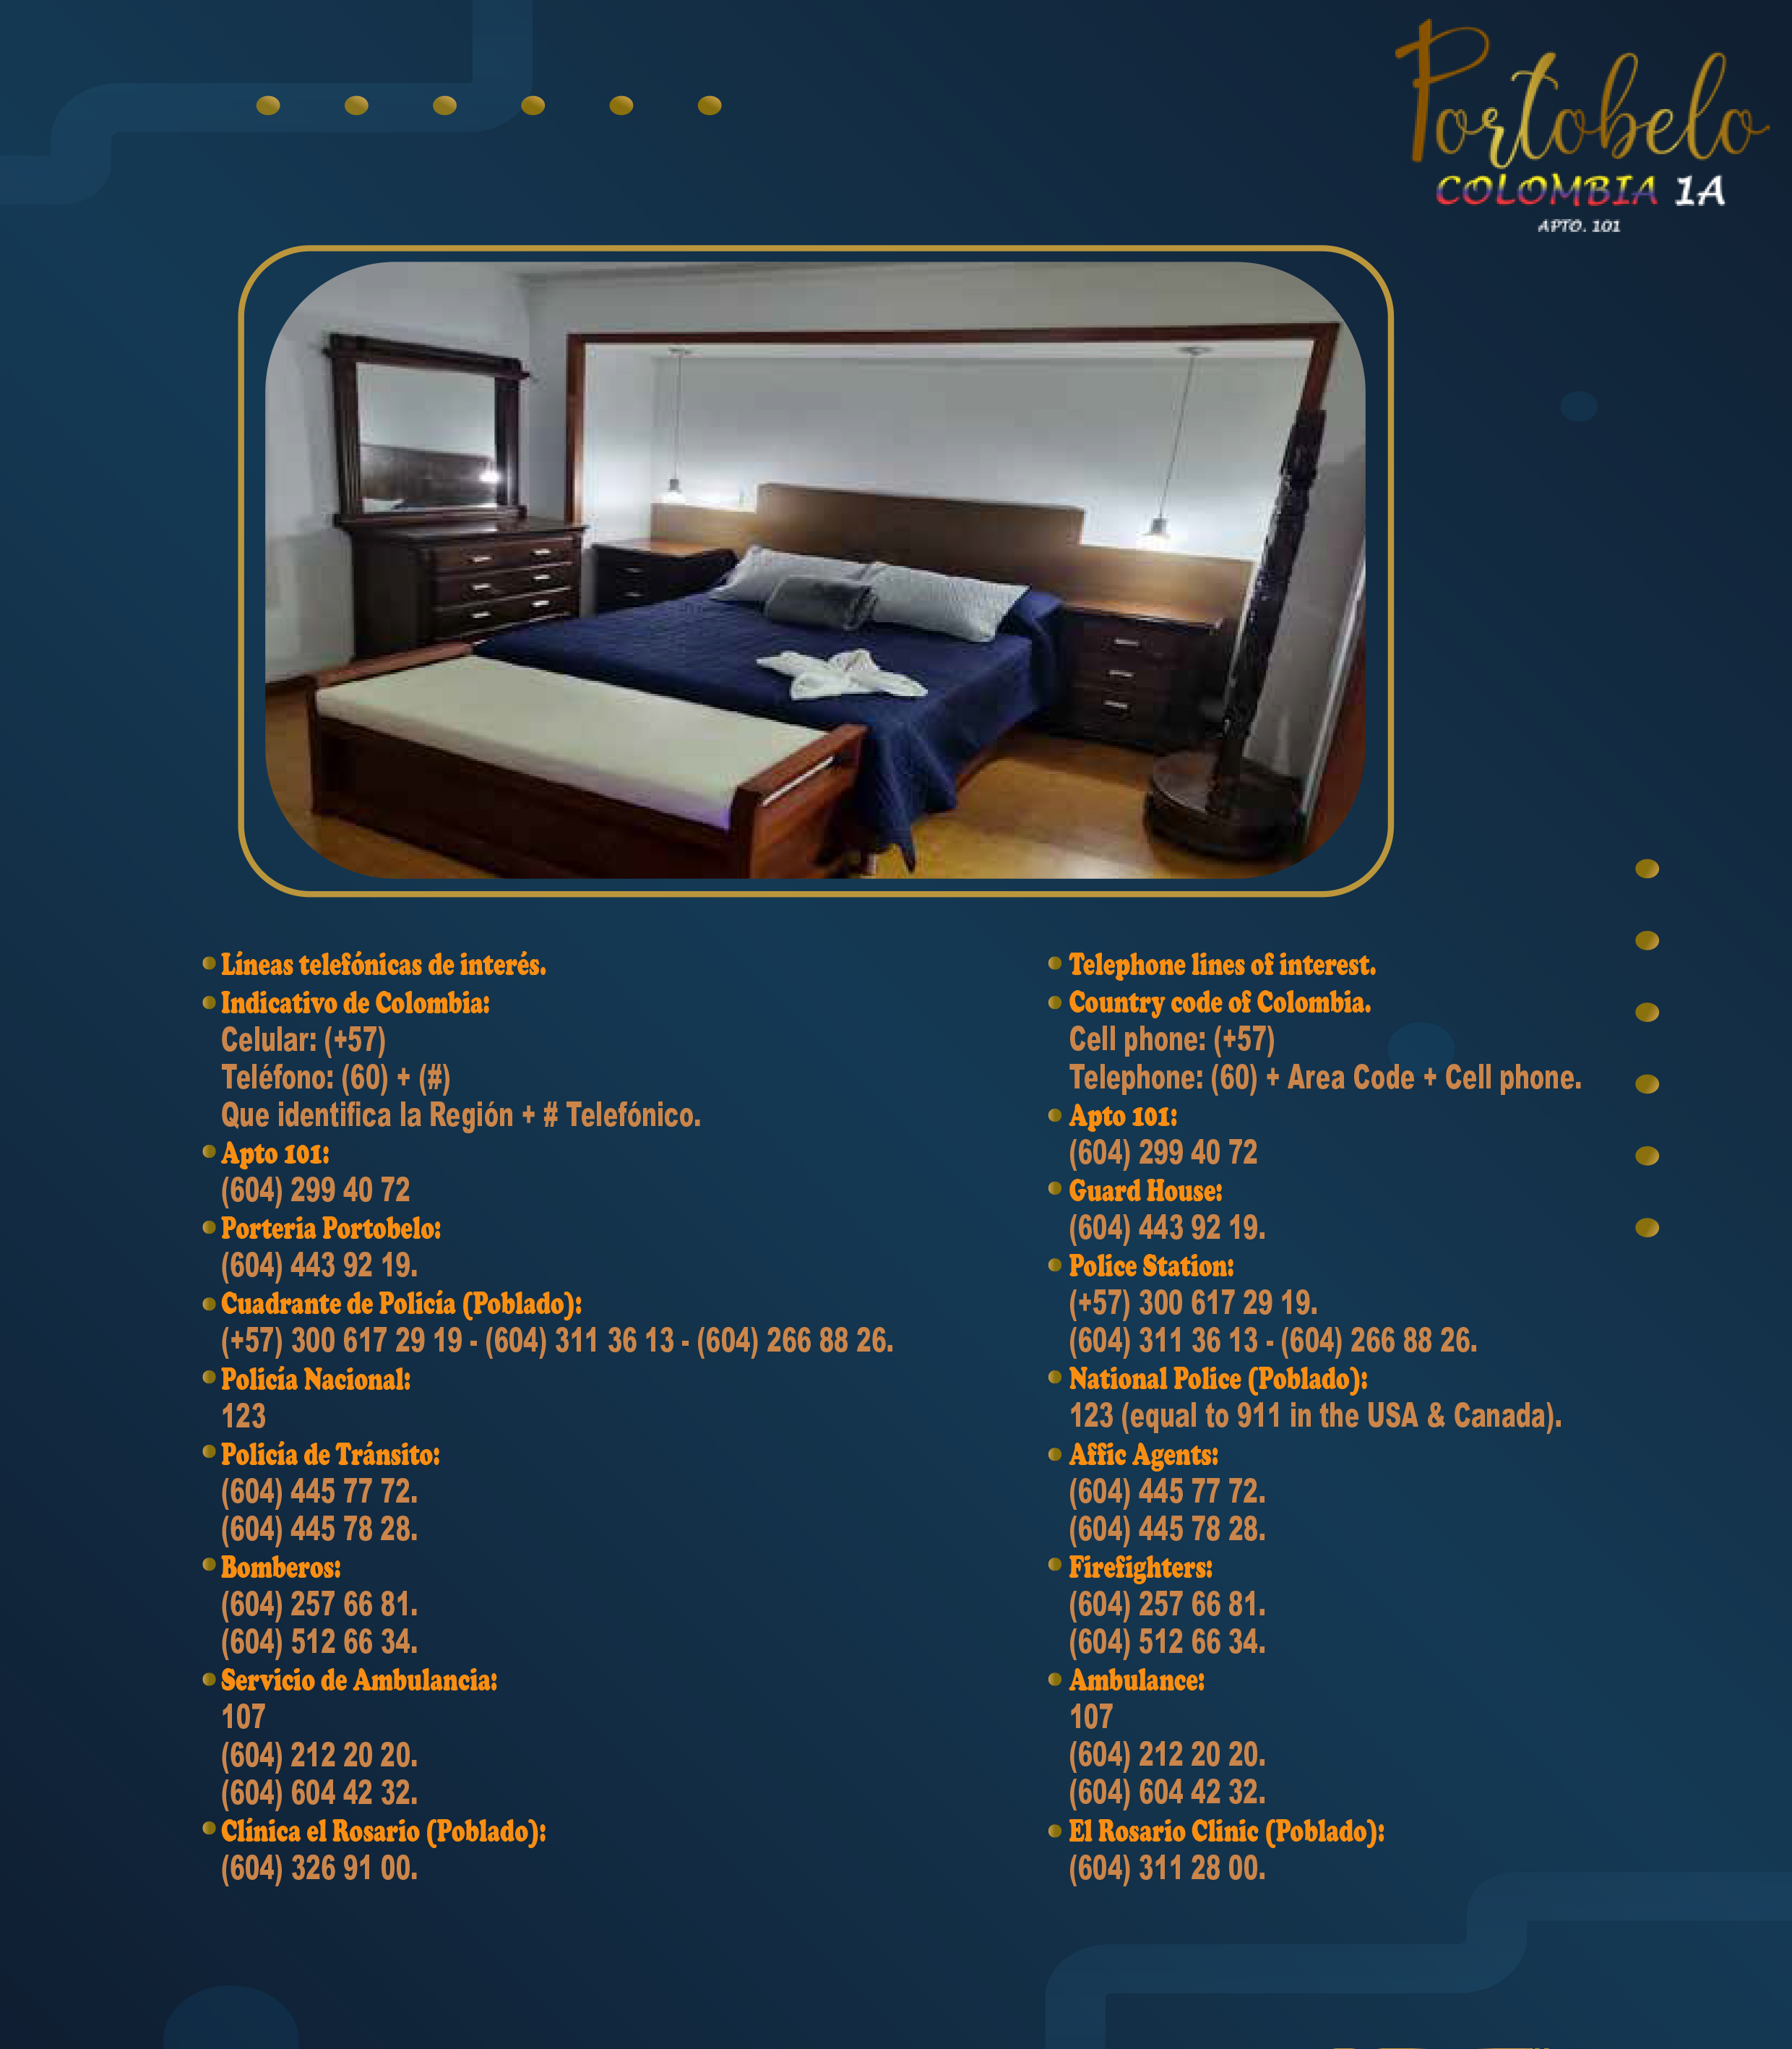 Portobelo
COLOMBIA 1A
APTO. 101
Líneas telefónicas de interés.
Indicativo de Colombia:
Celular: (+57)
Teléfono: (60) + (#)
Que identifica la Región + # Telefónico.
Apto 101:
(604) 299 40 72
Porteria Portobelo:
(604) 443 92 19.
Cuadrante de Policía (Poblado):
(+57) 300 617 29 19 - (604) 311 36 13 - (604) 266 88 26.
Policía Nacional:
123
Policía de Tránsito:
(604) 445 77 72.
(604) 445 78 28.
Bomberos:
(604) 257 66 81.
(604) 512 66 34.
Servicio de Ambulancia:
107
(604) 212 20 20.
(604) 604 42 32.
Clínica el Rosario (Poblado):
(604) 326 91 00.
Telephone lines of interest.
Country code of Colombia.
Cell phone: (+57)
Telephone: (60) + Area Code + Cell phone.
Apto 101:
(604) 299 40 72
Guard House:
(604) 443 92 19.
Police Station:
(+57) 300 617 29 19.
(604) 311 36 13 - (604) 266 88 26.
National Police (Poblado):
123 (equal to 911 in the USA & Canada).
Affic Agents:
(604) 445 77 72.
(604) 445 78 28.
Firefighters:
(604) 257 66 81.
(604) 512 66 34.
Ambulance:
107
(604) 212 20 20.
(604) 604 42 32.
El Rosario Clinic (Poblado):
(604) 311 28 00.